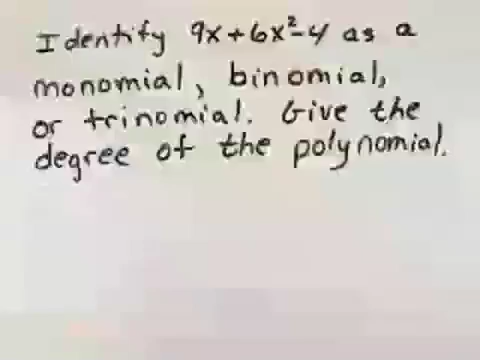 Identify 9x+6x²-4 as a
monomial, binomial,
or trinomial. Give the
degree of the polynomial.